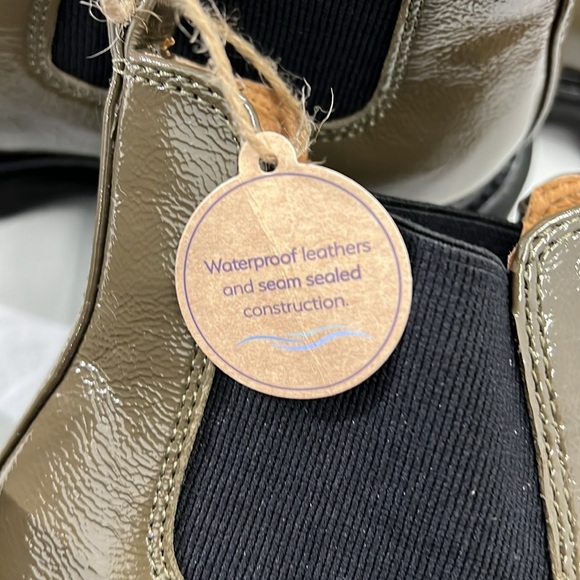 Waterproof leathers
and seam sealed
construction.